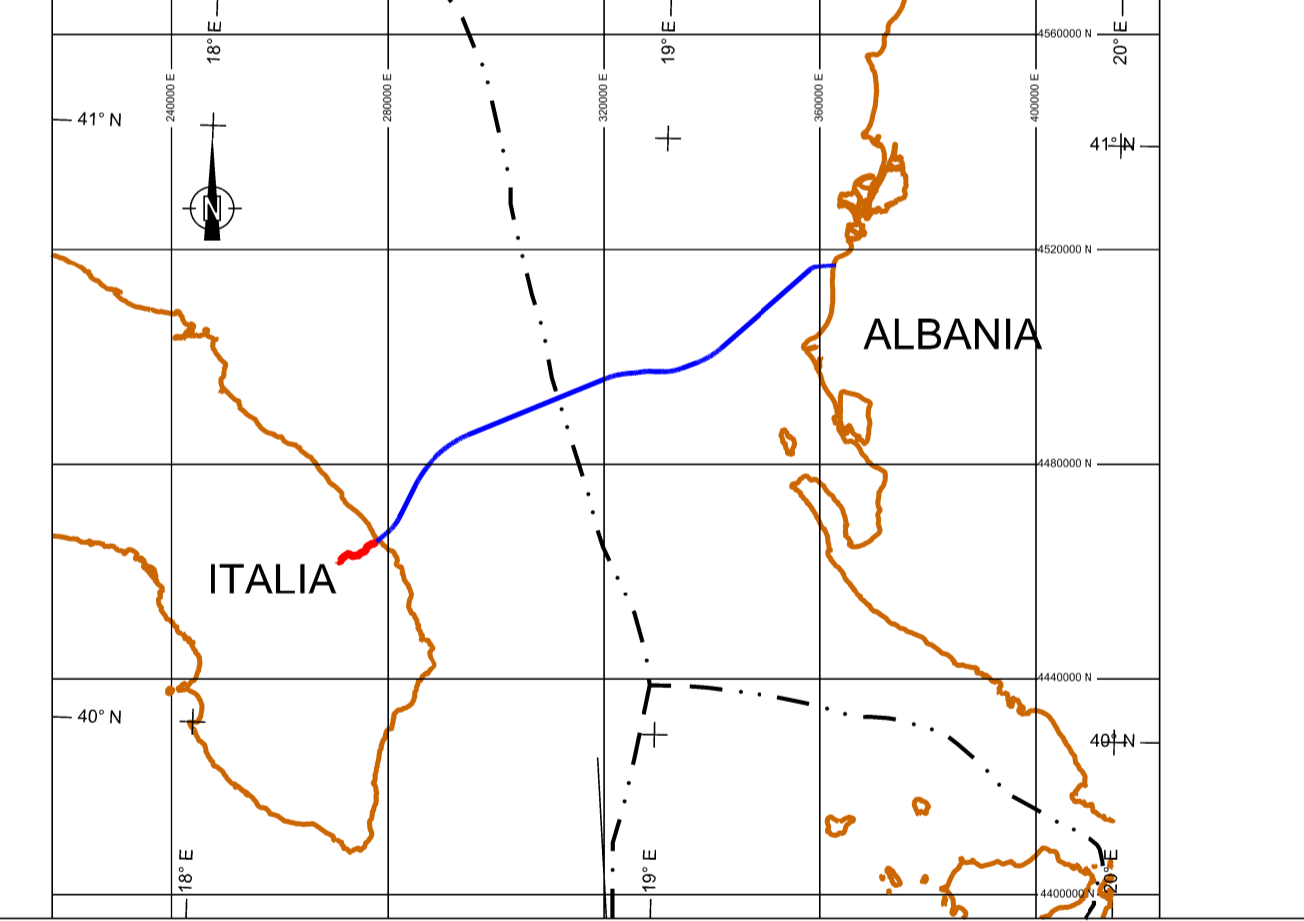 18° E
19° E
20° E
4560000 N
240000 E
280000 E
320000 E
360000 E
400000 E
41° N
41° N
N
4520000 N
ALBANIA
4480000 N
ITALIA
4440000 N
40° N
40° N
18° E
19° E
20° E
4400000 N